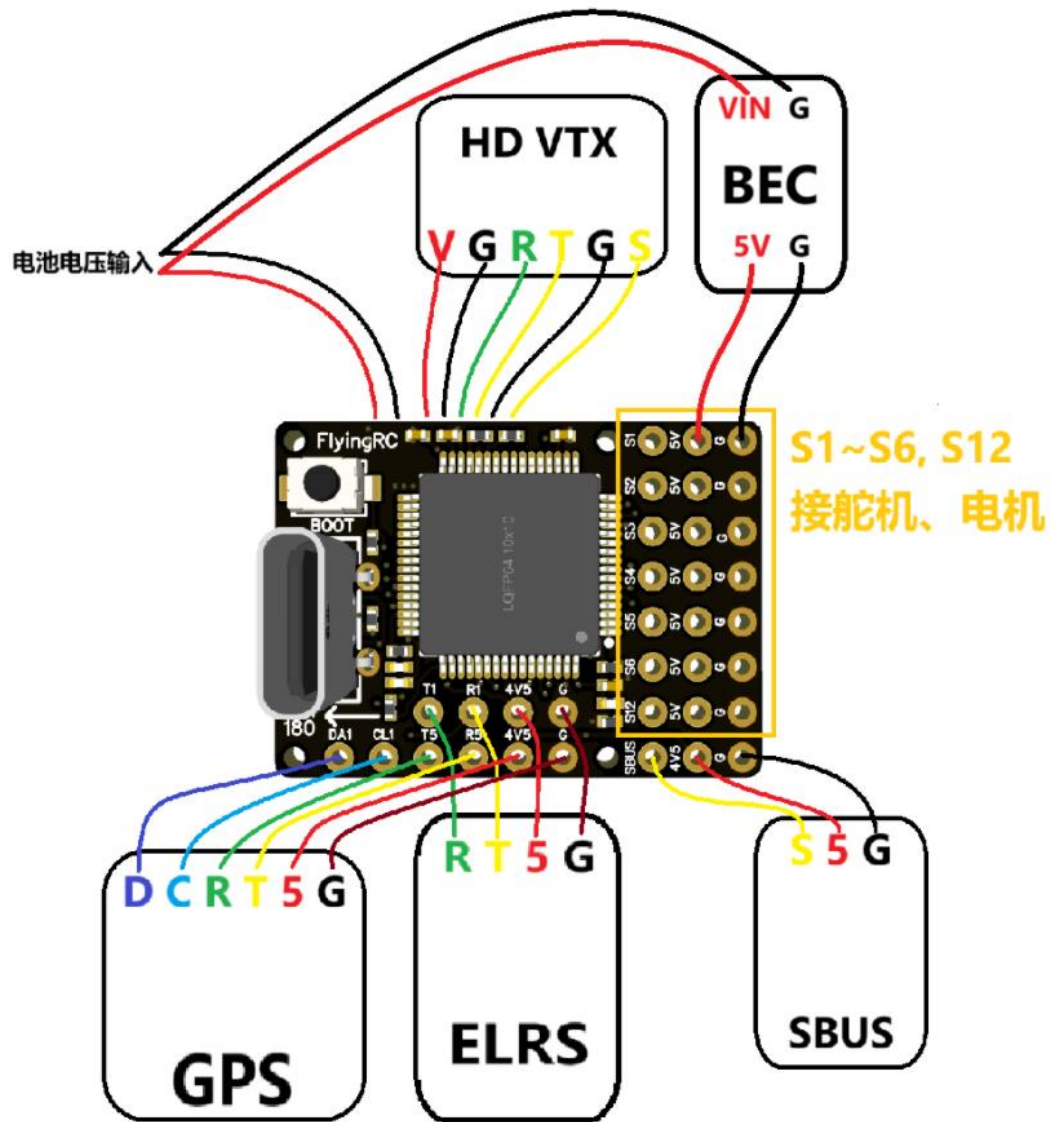 VIN G
HD VTX
BEC
V G R T G S
5V G
电池电压输入
FlyingRC
BOOT
LQFP64 10x10
S1 5V G
S2 5V G
S3 5V G
S4 5V G
S5 5V G
S6 5V G
S12 5V G
S1~S6, S12
接舵机、电机
T1 R1 4V5 G
180
DA1 CL1 T5 R5 4V5 G
SBUS 4V5 G
D C R T 5 G
R T 5 G
S 5 G
GPS
ELRS
SBUS